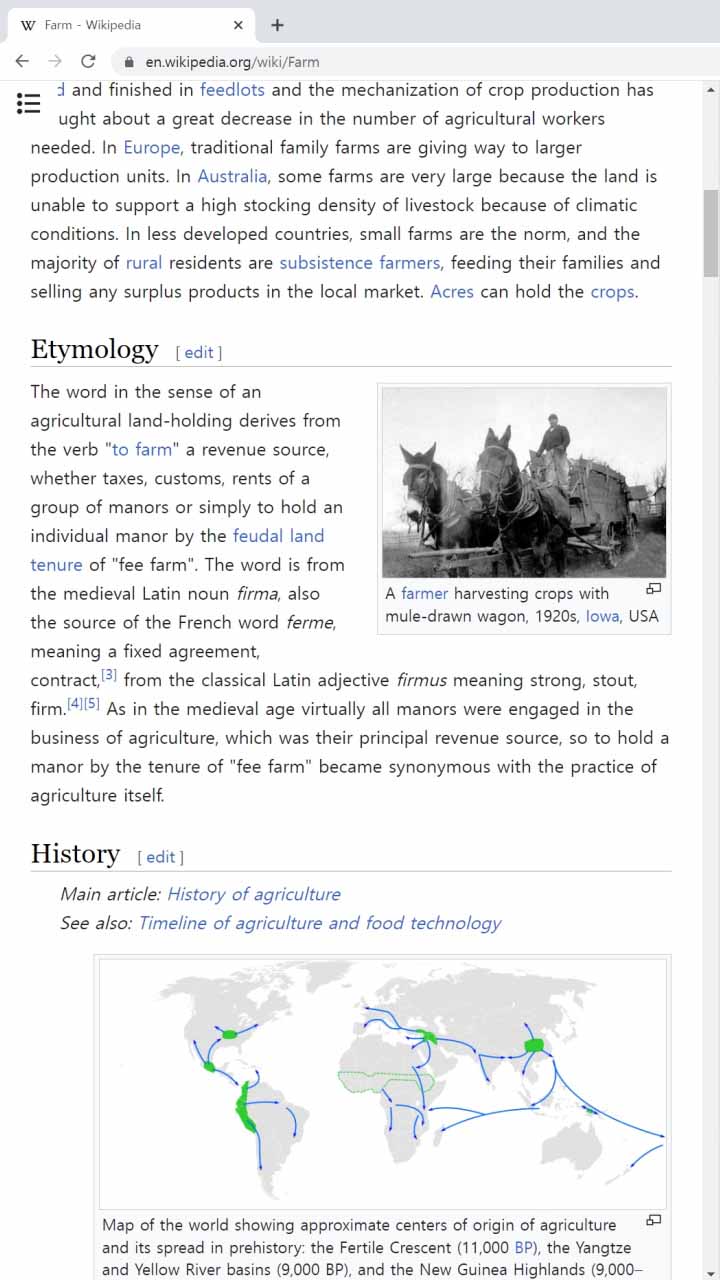 W Farm - Wikipedia
en.wikipedia.org/wiki/Farm
and finished in feedlots and the mechanization of crop production has
ught about a great decrease in the number of agricultural workers
needed. In Europe, traditional family farms are giving way to larger
production units. In Australia, some farms are very large because the land is
unable to support a high stocking density of livestock because of climatic
conditions. In less developed countries, small farms are the norm, and the
majority of rural residents are subsistence farmers, feeding their families and
selling any surplus products in the local market. Acres can hold the crops.
Etymology [ edit ]
The word in the sense of an
agricultural land-holding derives from
the verb "to farm" a revenue source,
whether taxes, customs, rents of a
group of manors or simply to hold an
individual manor by the feudal land
tenure of "fee farm". The word is from
the medieval Latin noun firma, also
the source of the French word ferme,
meaning a fixed agreement,
contract,[3] from the classical Latin adjective firmus meaning strong, stout,
firm.[4][5] As in the medieval age virtually all manors were engaged in the
business of agriculture, which was their principal revenue source, so to hold a
manor by the tenure of "fee farm" became synonymous with the practice of
agriculture itself.
A farmer harvesting crops with
mule-drawn wagon, 1920s, Iowa, USA
History [ edit ]
Main article: History of agriculture
See also: Timeline of agriculture and food technology
Map of the world showing approximate centers of origin of agriculture
and its spread in prehistory: the Fertile Crescent (11,000 BP), the Yangtze
and Yellow River basins (9,000 BP), and the New Guinea Highlands (9,000–